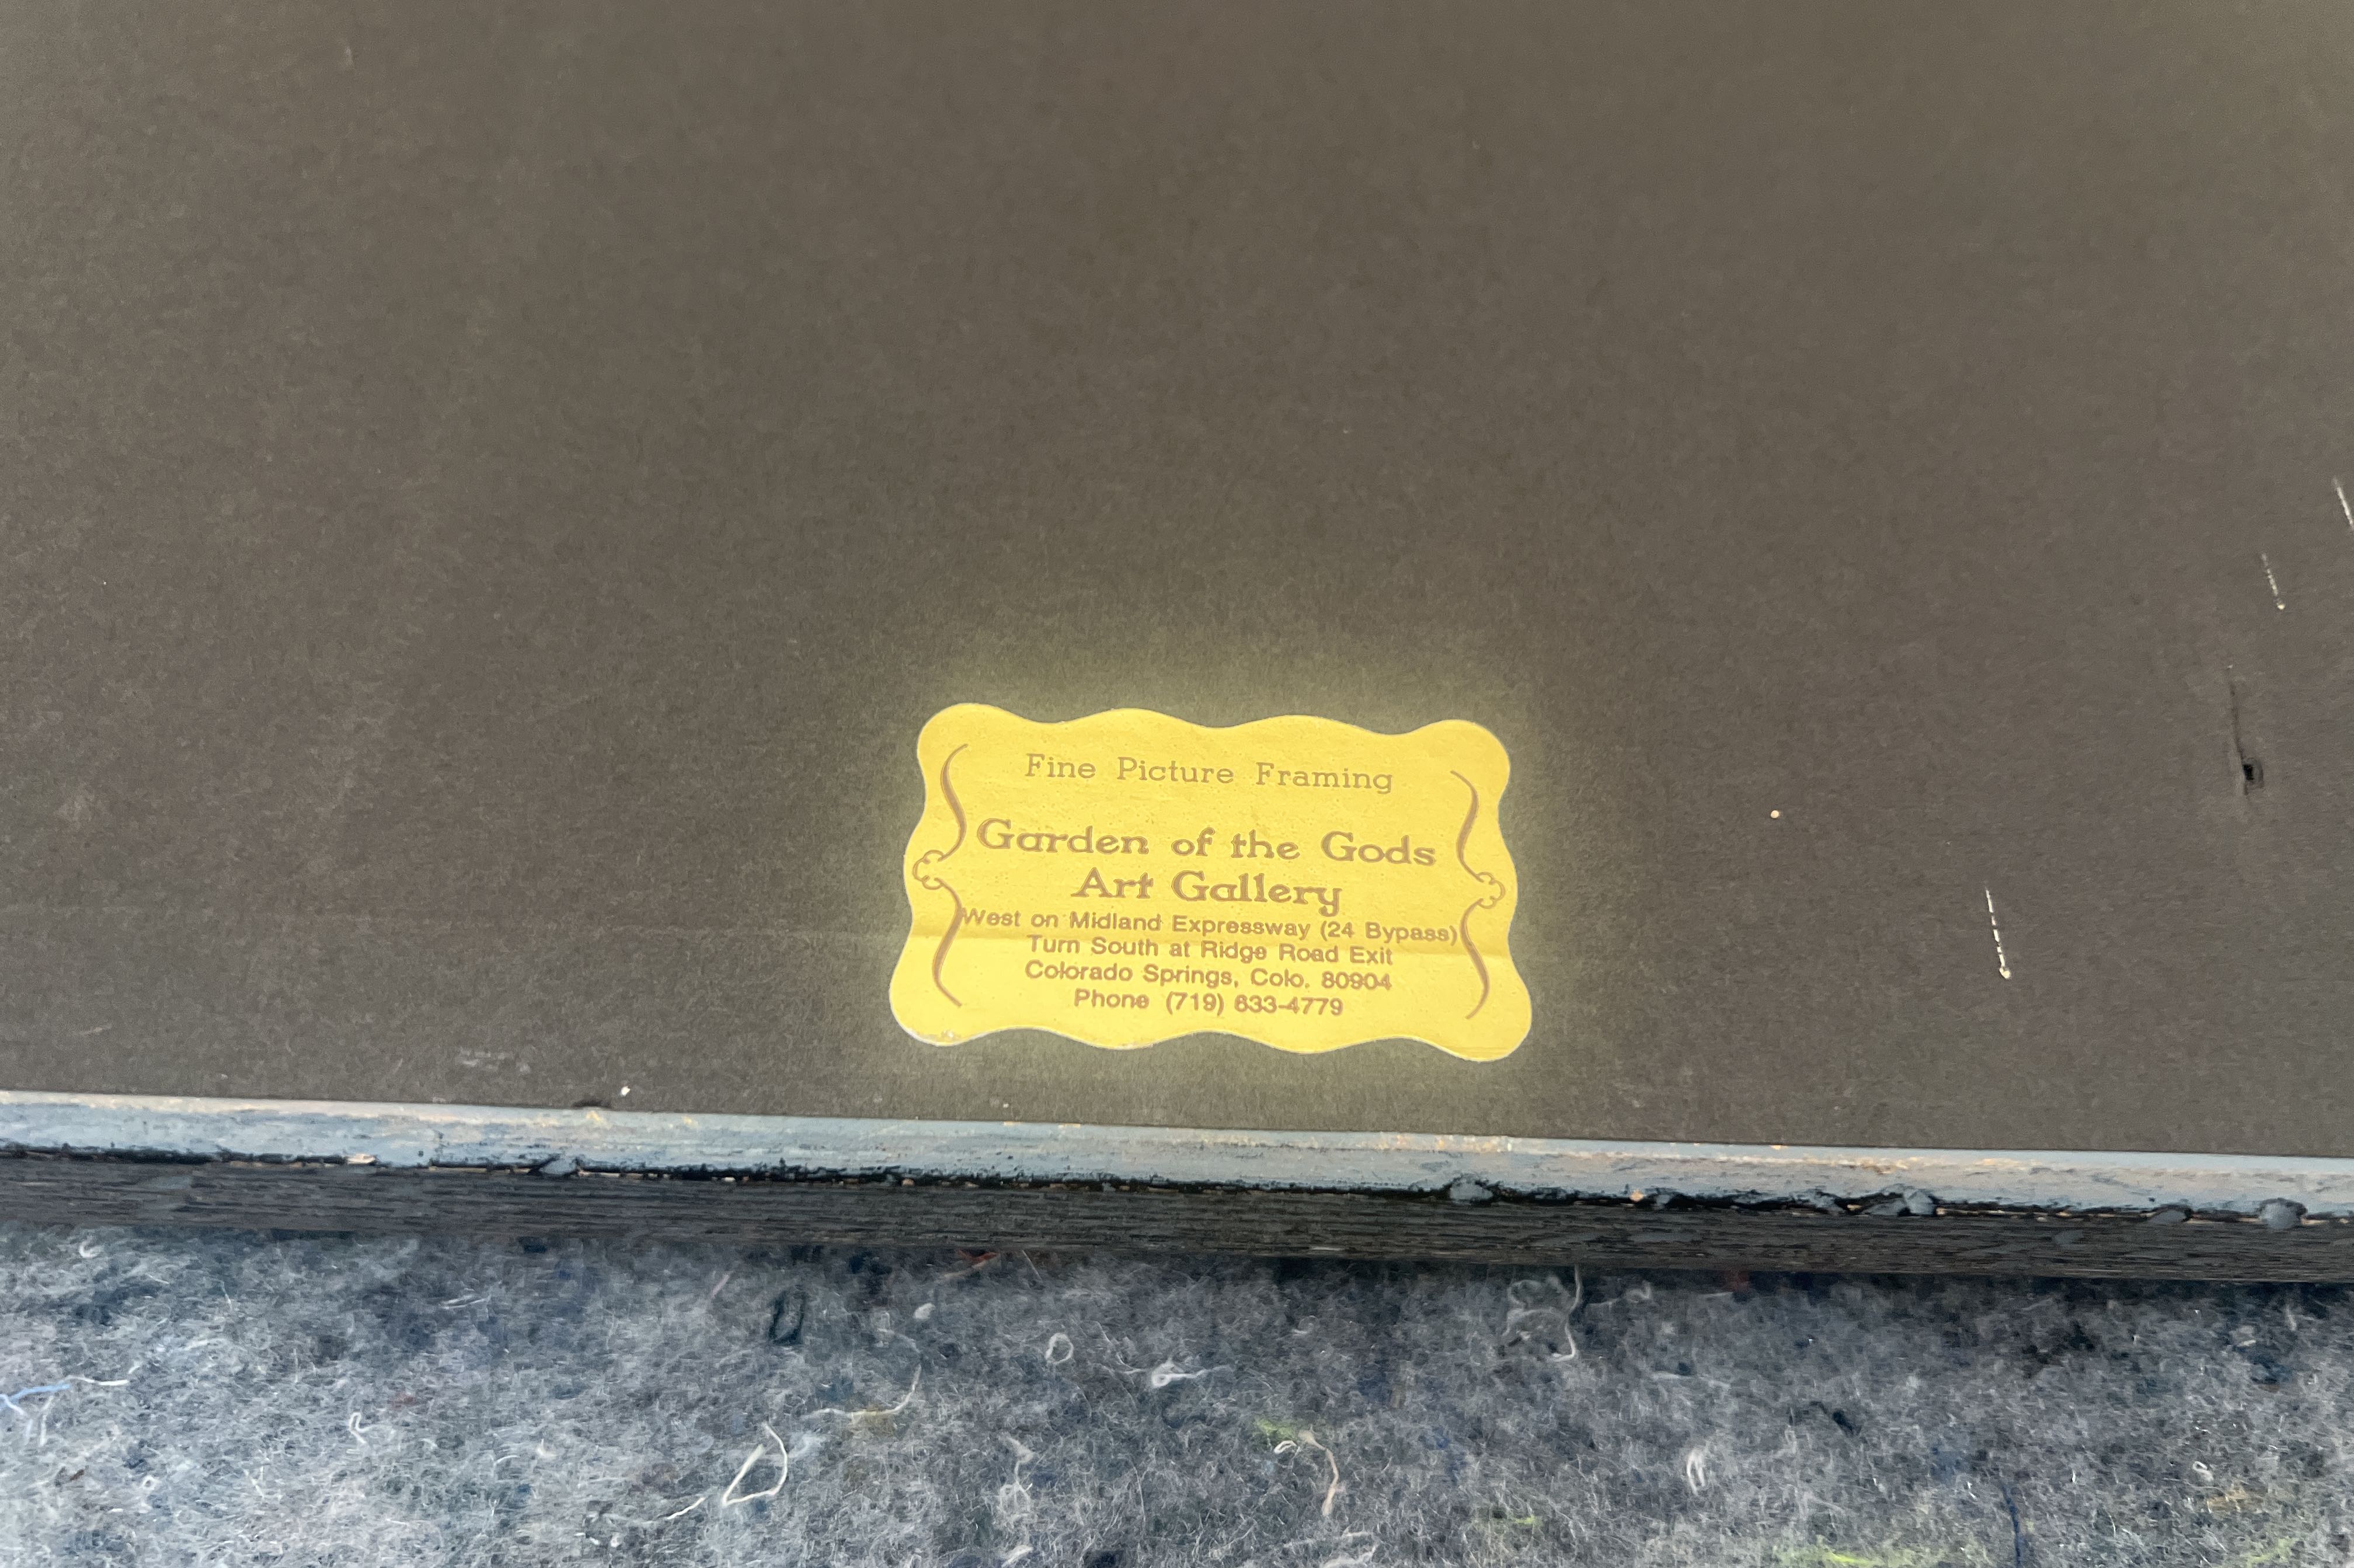 Fine Picture Framing
Garden of the Gods
Art Gallery
West on Midland Expressway (24 Bypass)
Turn South at Ridge Road Exit
Colorado Springs, Colo. 80904
Phone (719) 633-4779